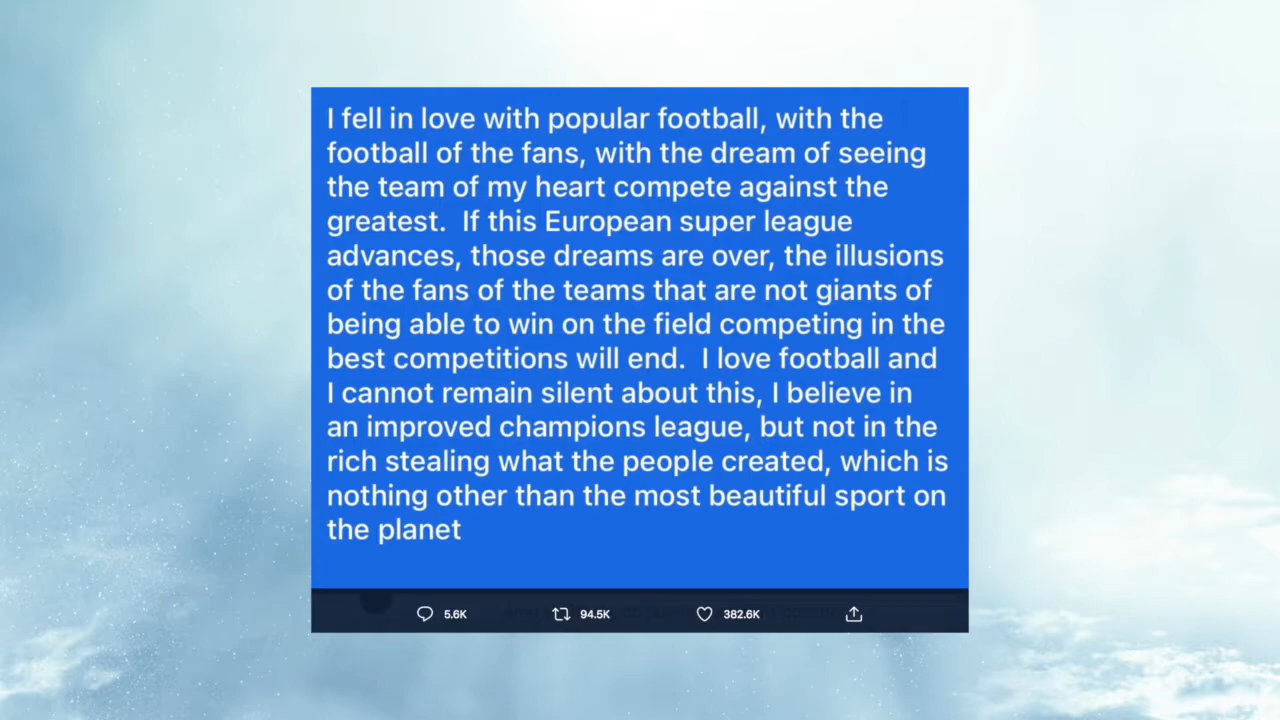 I fell in love with popular football, with the
football of the fans, with the dream of seeing
the team of my heart compete against the
greatest.  If this European super league
advances, those dreams are over, the illusions
of the fans of the teams that are not giants of
being able to win on the field competing in the
best competitions will end.  I love football and
I cannot remain silent about this, I believe in
an improved champions league, but not in the
rich stealing what the people created, which is
nothing other than the most beautiful sport on
the planet
5.6K 94.5K 382.6K